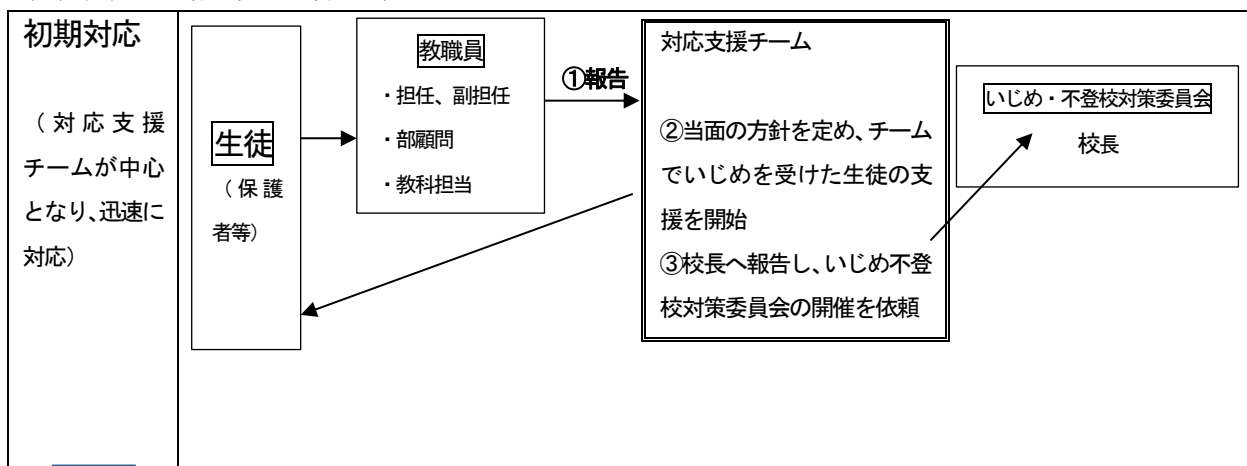 初期対応
（対応支援
チームが中心
となり、迅速に
対応）
生徒
（保護
者等）
教職員
・担任、副担任
・部顧問
・教科担当
①報告
対応支援チーム
②当面の方針を定め、チーム
でいじめを受けた生徒の支
援を開始
③校長へ報告し、いじめ不登
校対策委員会の開催を依頼
いじめ・不登校対策委員会
校長